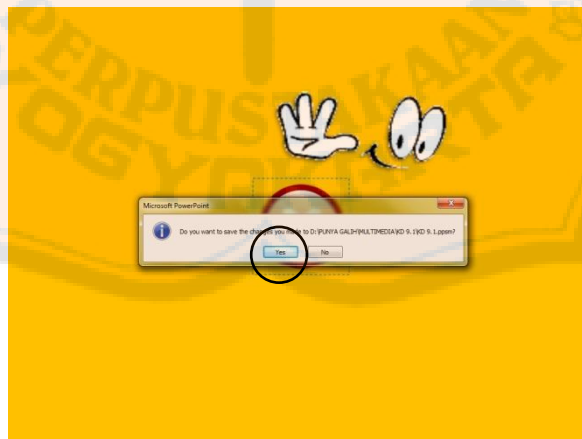 PERPUSTAKAAN
YOGYAKARTA
Microsoft PowerPoint
Do you want to save the changes you made to D:\PUNYA GALIH\MULTIMEDIA\KD 9.1\KD 9.1.ppsm?
Yes
No